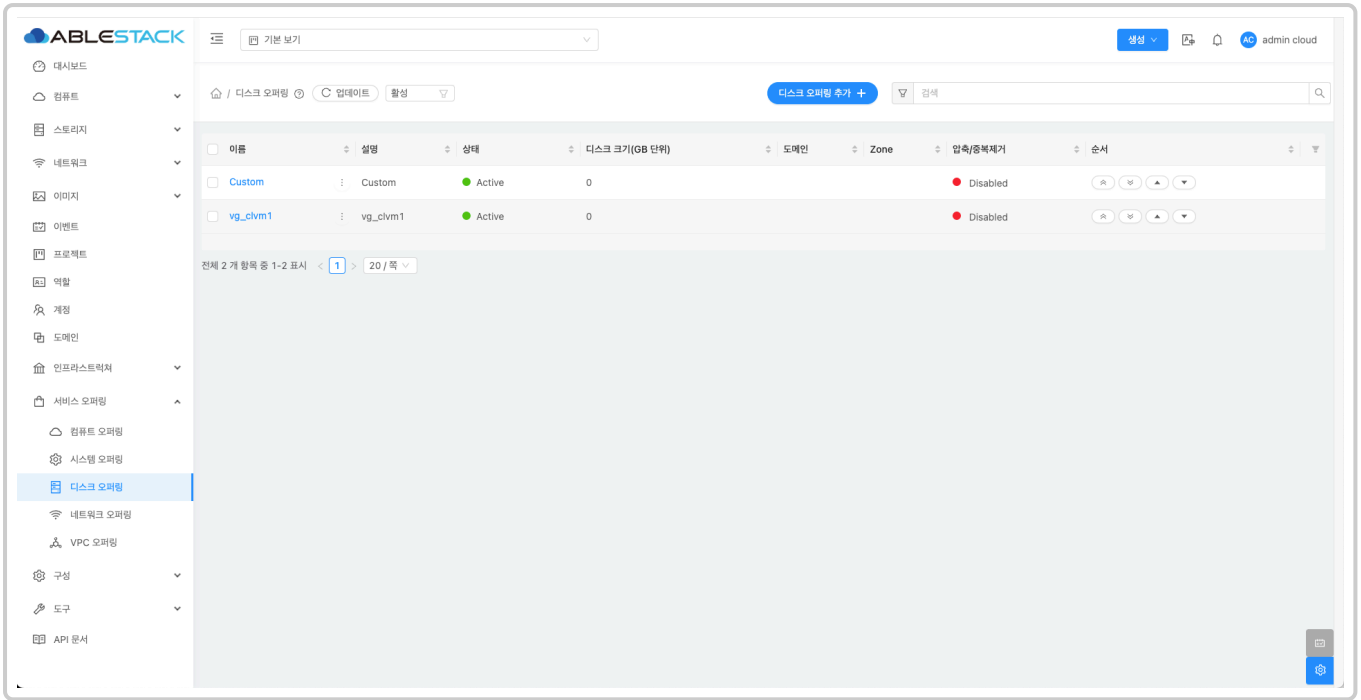 ABLESTACK
기본 보기
생성
AC admin cloud
대시보드
컴퓨트
스토리지
네트워크
이미지
이벤트
프로젝트
역할
계정
도메인
인프라스트럭쳐
서비스 오퍼링
컴퓨트 오퍼링
시스템 오퍼링
디스크 오퍼링
네트워크 오퍼링
VPC 오퍼링
구성
도구
API 문서
/ 디스크 오퍼링 업데이트 활성
디스크 오퍼링 추가 +
검색
이름 설명 상태 디스크 크기(GB 단위) 도메인 Zone 압축/중복제거 순서
Custom Custom Active 0 Disabled
vg_clvm1 vg_clvm1 Active 0 Disabled
전체 2 개 항목 중 1-2 표시 < 1 > 20 / 쪽